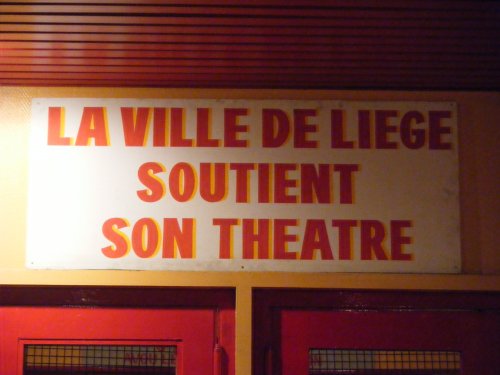 LA VILLE DE LIEGE
SOUTIENT
SON THEATRE